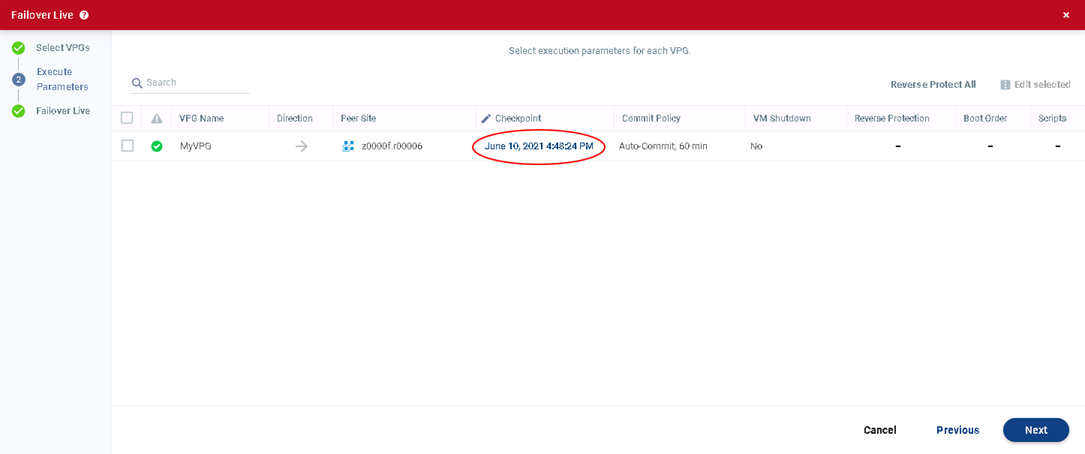 Failover Live ?
×
Select VPGs
2 Execute Parameters
Failover Live
Select execution parameters for each VPG.
Search
Reverse Protect All Edit selected
VPG Name Direction Peer Site Checkpoint Commit Policy VM Shutdown Reverse Protection Boot Order Scripts
MyVPG → z0000f.r00006 June 10, 2021 4:48:24 PM Auto-Commit, 60 min No – – –
Cancel Previous Next